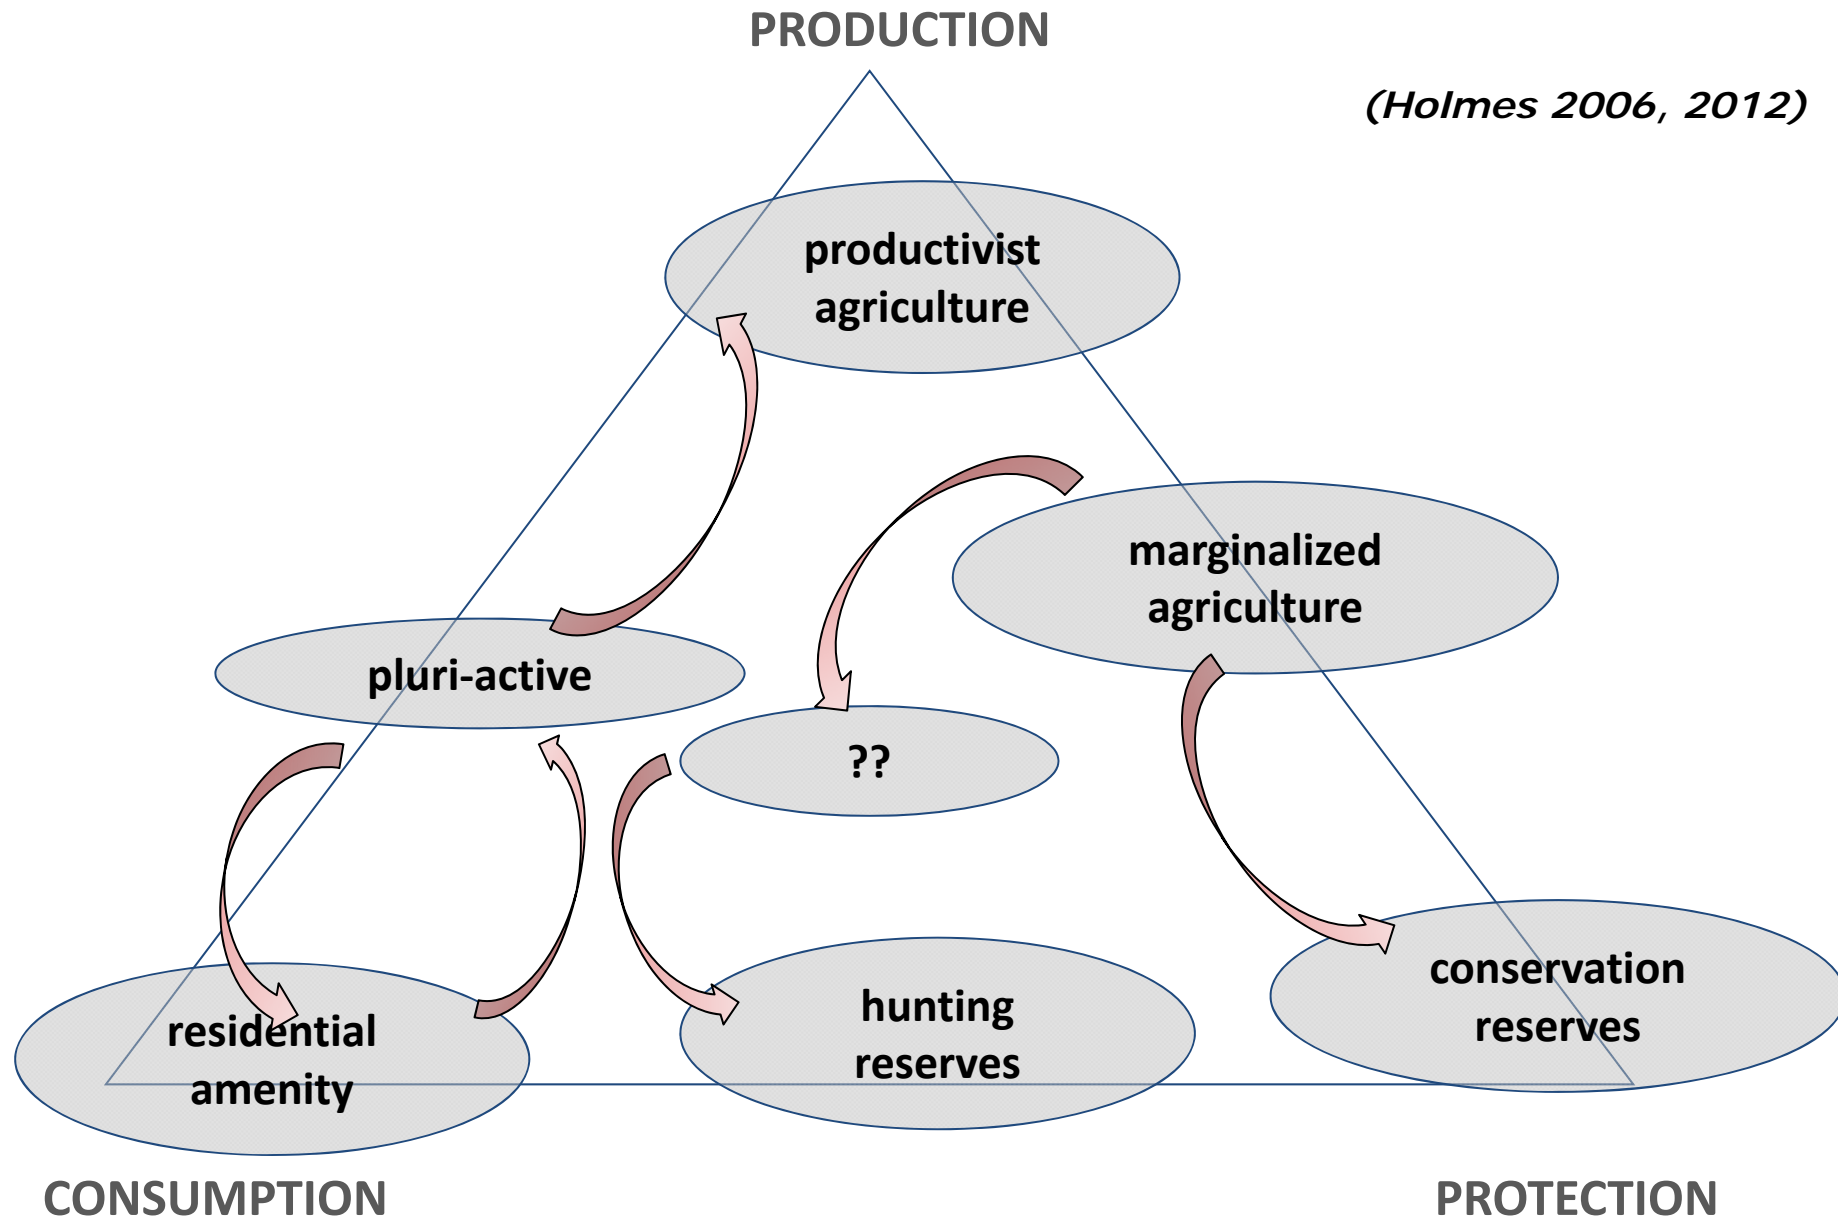 PRODUCTION
(Holmes 2006, 2012)
productivist
agriculture
marginalized
agriculture
pluri-active
??
conservation
reserves
hunting
reserves
residential
amenity
CONSUMPTION
PROTECTION